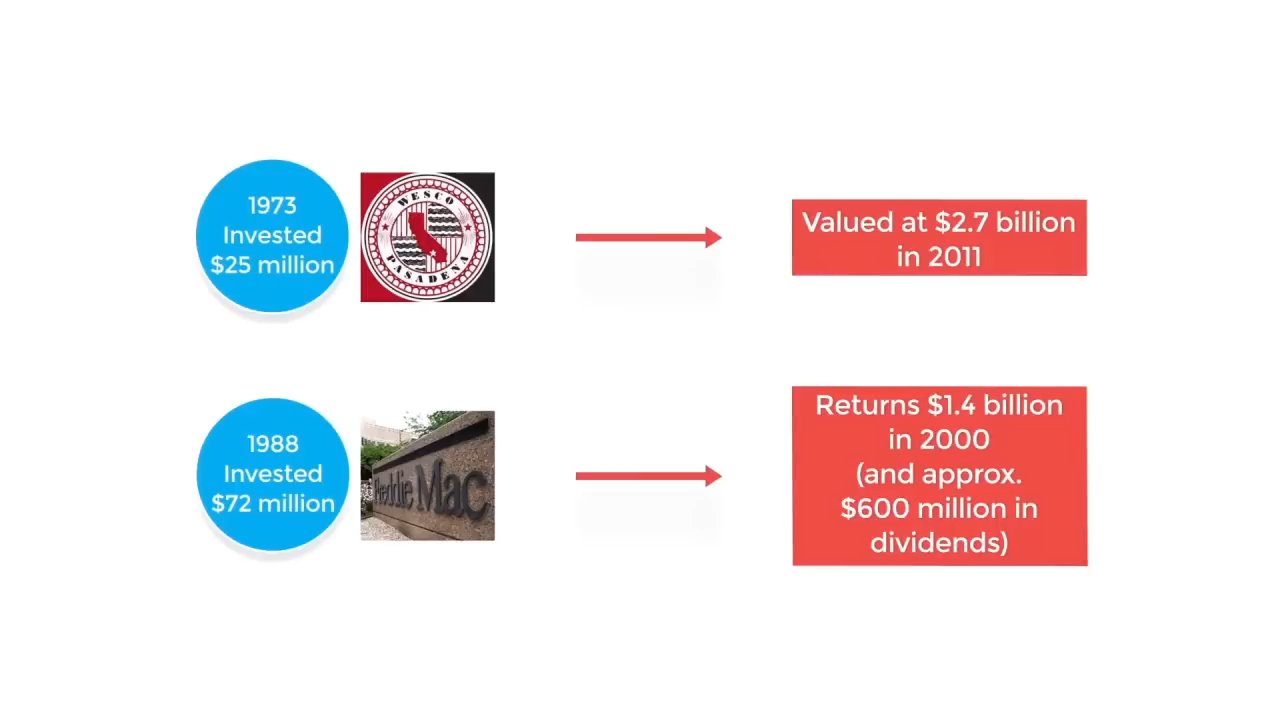 1973
Invested
$25 million
WESCO
PASADENA
Valued at $2.7 billion
in 2011
1988
Invested
$72 million
Freddie Mac
Returns $1.4 billion
in 2000
(and approx.
$600 million in
dividends)